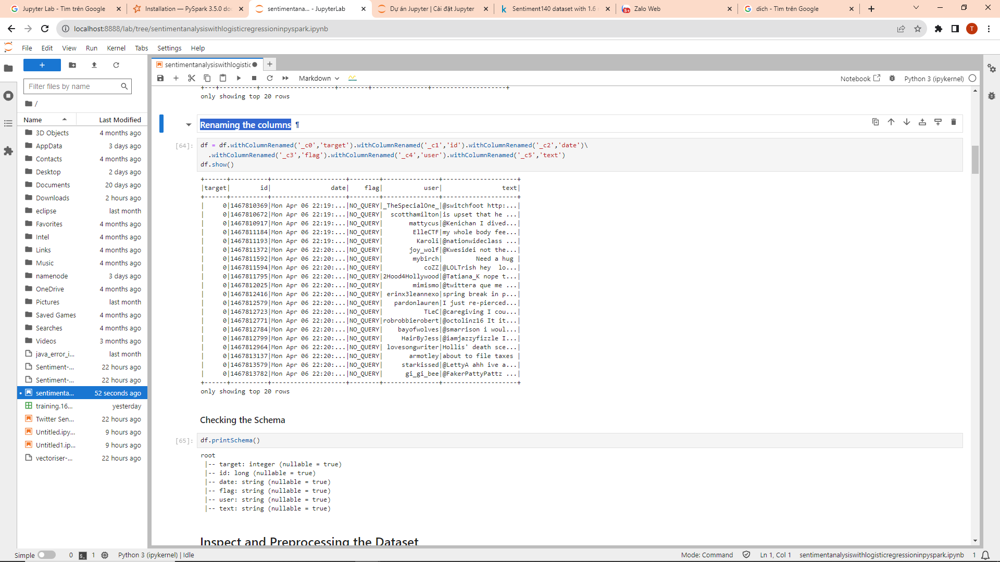 Jupyter Lab - Tìm trên Google
Installation — PySpark 3.5.0 do
sentimentana... - JupyterLab
Dự án Jupyter | Cài đặt Jupyter
Sentiment140 dataset with 1.6
Zalo Web
dich - Tìm trên Google
localhost:8888/lab/tree/sentimentanalysiswithlogisticregressioninpyspark.ipynb
T
File Edit View Run Kernel Tabs Settings Help
sentimentanalysiswithlogistic
Filter files by name
Markdown
Notebook
Python 3 (ipykernel)
/
Name Last Modified
3D Objects 4 months ago
AppData 3 days ago
Contacts 4 months ago
Desktop 2 days ago
Documents 20 days ago
Downloads 2 hours ago
eclipse last month
Favorites 4 months ago
Intel 4 months ago
Links 4 months ago
Music 4 months ago
namenode 3 days ago
OneDrive 4 months ago
Pictures last month
Saved Games 4 months ago
Searches 4 months ago
Videos 3 months ago
java_error_i... last month
Sentiment-... 22 hours ago
Sentiment-... 22 hours ago
sentimenta... 52 seconds ago
training.16... yesterday
Twitter Sen... 22 hours ago
Untitled.ipy... 9 hours ago
Untitled1.ip... 9 hours ago
vectoriser-... 22 hours ago
+---+----------+--------------------+--------+---------------+--------------------+
only showing top 20 rows
Renaming the columns ¶
[64]: df = df.withColumnRenamed('_c0','target').withColumnRenamed('_c1','id').withColumnRenamed('_c2','date')\
.withColumnRenamed('_c3','flag').withColumnRenamed('_c4','user').withColumnRenamed('_c5','text')
df.show()
+------+----------+--------------------+--------+---------------+--------------------+
|target| id| date| flag| user| text|
+------+----------+--------------------+--------+---------------+--------------------+
| 0|1467810369|Mon Apr 06 22:19:...|NO_QUERY|_TheSpecialOne_|@switchfoot http:...|
| 0|1467810672|Mon Apr 06 22:19:...|NO_QUERY| scotthamilton|is upset that he ...|
| 0|1467810917|Mon Apr 06 22:19:...|NO_QUERY| mattycus|@Kenichan I dived...|
| 0|1467811184|Mon Apr 06 22:19:...|NO_QUERY| ElleCTF|my whole body fee...|
| 0|1467811193|Mon Apr 06 22:19:...|NO_QUERY| Karoli|@nationwideclass ...|
| 0|1467811372|Mon Apr 06 22:20:...|NO_QUERY| joy_wolf|@Kwesidei not the...|
| 0|1467811592|Mon Apr 06 22:20:...|NO_QUERY| mybirch| Need a hug |
| 0|1467811594|Mon Apr 06 22:20:...|NO_QUERY| coZZ|@LOLTrish hey lo...|
| 0|1467811795|Mon Apr 06 22:20:...|NO_QUERY|2Hood4Hollywood|@Tatiana_K nope t...|
| 0|1467812025|Mon Apr 06 22:20:...|NO_QUERY| mimismo|@twittera que me ...|
| 0|1467812416|Mon Apr 06 22:20:...|NO_QUERY| erinx3leannexo|spring break in p...|
| 0|1467812579|Mon Apr 06 22:20:...|NO_QUERY| pardonlauren|I just re-pierced...|
| 0|1467812723|Mon Apr 06 22:20:...|NO_QUERY| TLeC|@caregiving I cou...|
| 0|1467812771|Mon Apr 06 22:20:...|NO_QUERY|robrobbierobert|@octolinz16 It it...|
| 0|1467812784|Mon Apr 06 22:20:...|NO_QUERY| bayofwolves|@smarrison i woul...|
| 0|1467812799|Mon Apr 06 22:20:...|NO_QUERY| HairByJess|@iamjazzyfizzle I...|
| 0|1467812964|Mon Apr 06 22:20:...|NO_QUERY| lovesongwriter|Hollis' death sce...|
| 0|1467813137|Mon Apr 06 22:20:...|NO_QUERY| armotley|about to file taxes |
| 0|1467813579|Mon Apr 06 22:20:...|NO_QUERY| starkissed|@LettyA ahh ive a...|
| 0|1467813782|Mon Apr 06 22:20:...|NO_QUERY| gi_gi_bee|@FakerPattyPattz ...|
+------+----------+--------------------+--------+---------------+--------------------+
only showing top 20 rows
Checking the Schema
[65]: df.printSchema()
root
|-- target: integer (nullable = true)
|-- id: long (nullable = true)
|-- date: string (nullable = true)
|-- flag: string (nullable = true)
|-- user: string (nullable = true)
|-- text: string (nullable = true)
Inspect and Preprocessing the Dataset
Simple 0 1 Python 3 (ipykernel) | Idle Mode: Command Ln 1, Col 1 sentimentanalysiswithlogisticregressioninpyspark.ipynb 1